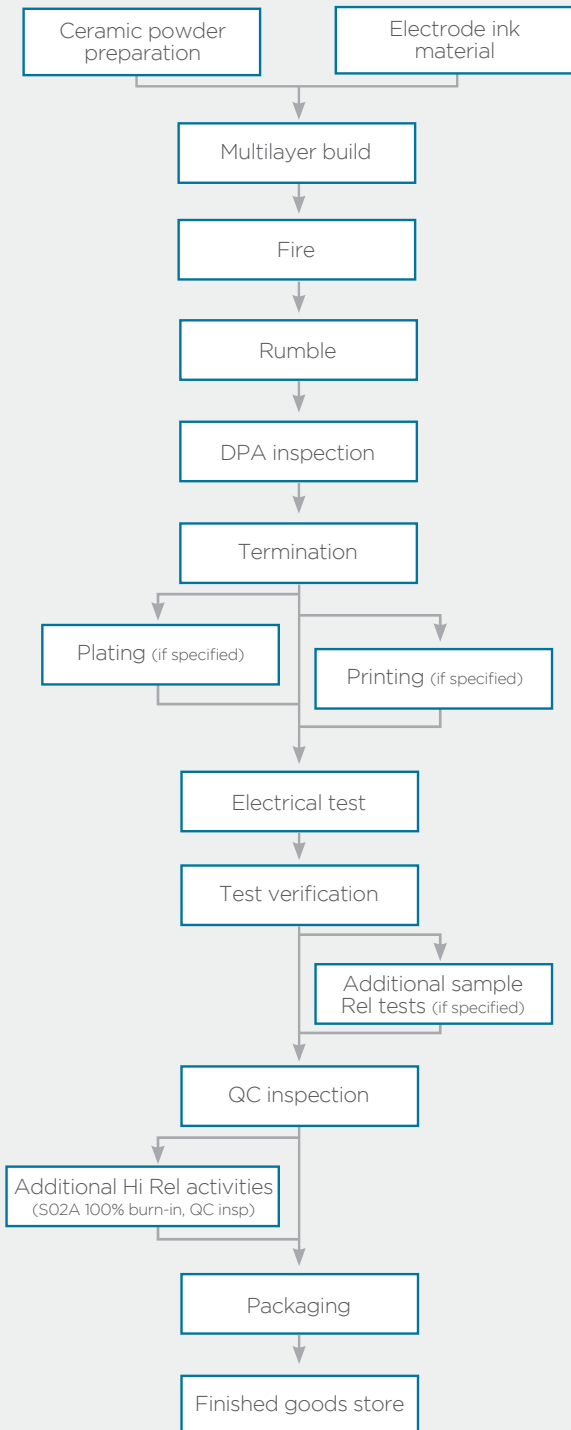 Ceramic powder
preparation
Electrode ink
material
Multilayer build
Fire
Rumble
DPA inspection
Termination
Plating (if specified)
Printing (if specified)
Electrical test
Test verification
Additional sample
Rel tests (if specified)
QC inspection
Additional Hi Rel activities
(S02A 100% burn-in, QC insp)
Packaging
Finished goods store